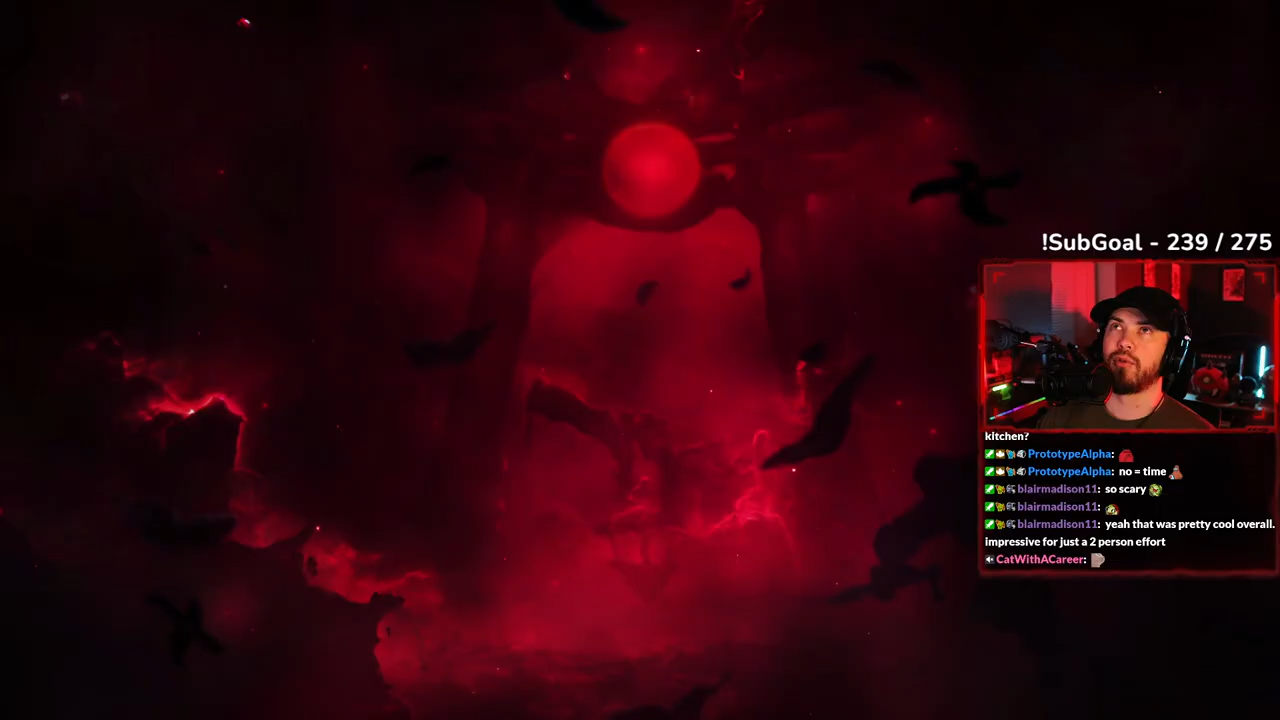 !SubGoal - 239 / 275
kitchen?
PrototypeAlpha:
PrototypeAlpha: no = time
blairmadison11: so scary
blairmadison11:
blairmadison11: yeah that was pretty cool overall.
impressive for just a 2 person effort
CatWithACareer: